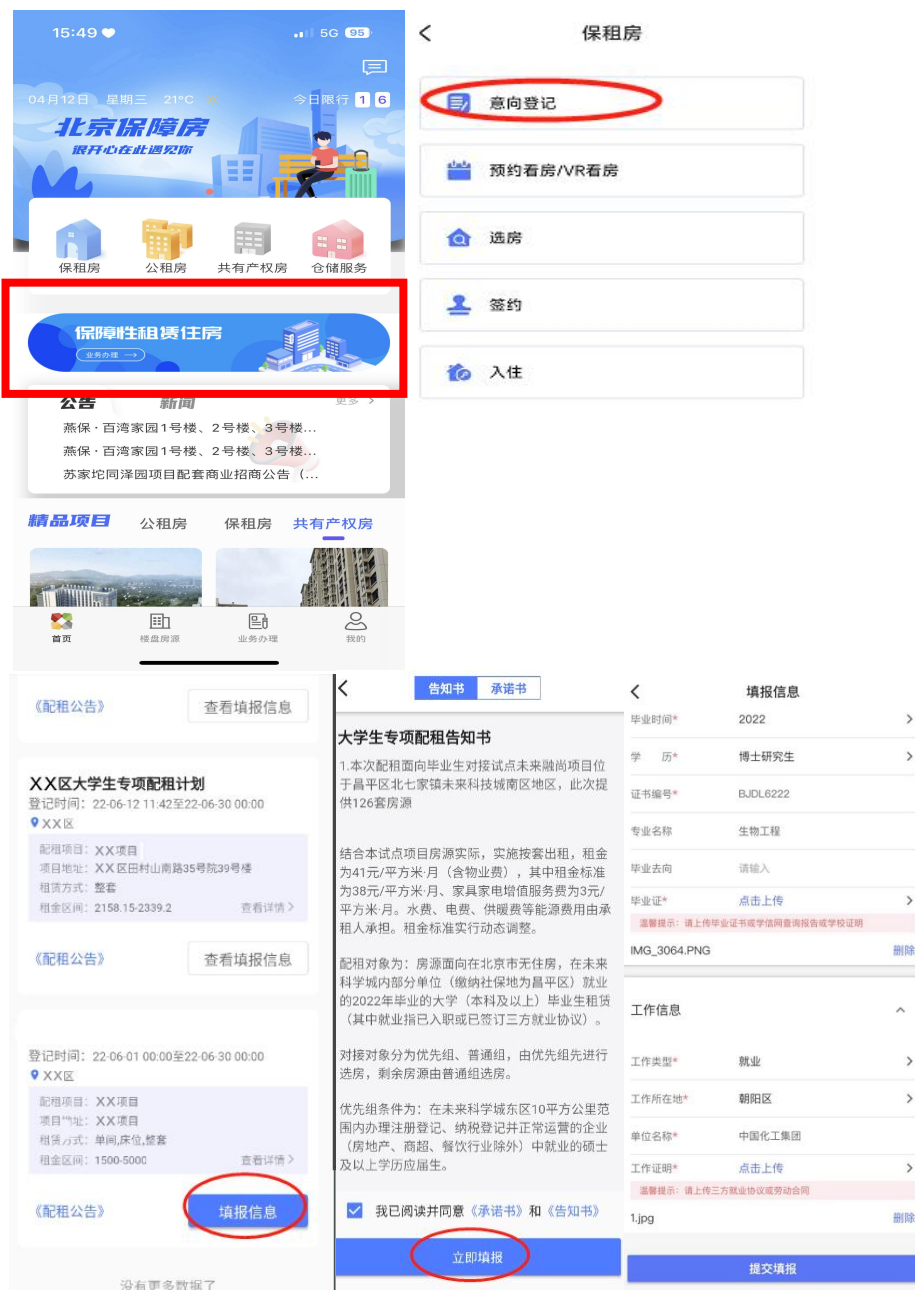 15:49
5G 95
04月12日 星期三 21°C
今日限行 1 6
北京保障房
很开心在此遇见你
保租房
公租房
共有产权房
仓储服务
保障性租赁住房
业务办理
公告
新闻
更多 >
燕保·百湾家园1号楼、2号楼、3号楼...
燕保·百湾家园1号楼、2号楼、3号楼...
苏家坨同泽园项目配套商业招商公告（...
精品项目
公租房
保租房
共有产权房
首页
楼盘房源
业务办理
我的
保租房
意向登记
预约看房/VR看房
选房
签约
入住
《配租公告》
查看填报信息
XX区大学生专项配租计划
登记时间：22-06-12 11:42至22-06-30 00:00
XX区
配租项目：XX项目
项目地址：XX区田村山南路35号院39号楼
租赁方式：整套
租金区间：2158.15-2339.2
查看详情>
《配租公告》
查看填报信息
登记时间：22-06-01 00:00至22-06-30 00:00
XX区
配租项目：XX项目
项目地址：XX项目
租赁方式：单间,床位,整套
租金区间：1500-5000
查看详情>
《配租公告》
填报信息
没有更多数据了
告知书
承诺书
大学生专项配租告知书
1.本次配租面向毕业生对接试点未来融尚项目位
于昌平区北七家镇未来科技城南区地区，此次提
供126套房源
结合本试点项目房源实际，实施按套出租，租金
为41元/平方米·月（含物业费），其中租金标准
为38元/平方米·月、家具家电增值服务费为3元/
平方米·月。水费、电费、供暖费等能源费用由承
租人承担。租金标准实行动态调整。
配租对象为：房源面向在北京市无住房，在未来
科学城内部分单位（缴纳社保地为昌平区）就业
的2022年毕业的大学（本科及以上）毕业生租赁
（其中就业指已入职或已签订三方就业协议）。
对接对象分为优先组、普通组，由优先组先进行
选房，剩余房源由普通组选房。
优先组条件为：在未来科学城东区10平方公里范
围内办理注册登记、纳税登记并正常运营的企业
（房地产、商超、餐饮行业除外）中就业的硕士
及以上学历应届生。
我已阅读并同意《承诺书》和《告知书》
立即填报
填报信息
毕业时间* 2022 >
学 历* 博士研究生 >
证书编号* BJDL6222
专业名称 生物工程
毕业去向 请输入
毕业证* 点击上传 >
温馨提示：请上传毕业证书或学信网查询报告或学校证明
IMG_3064.PNG 删除
工作信息
工作类型* 就业 >
工作所在地* 朝阳区 >
单位名称* 中国化工集团
工作证明* 点击上传 >
温馨提示：请上传三方就业协议或劳动合同
1.jpg 删除
提交填报